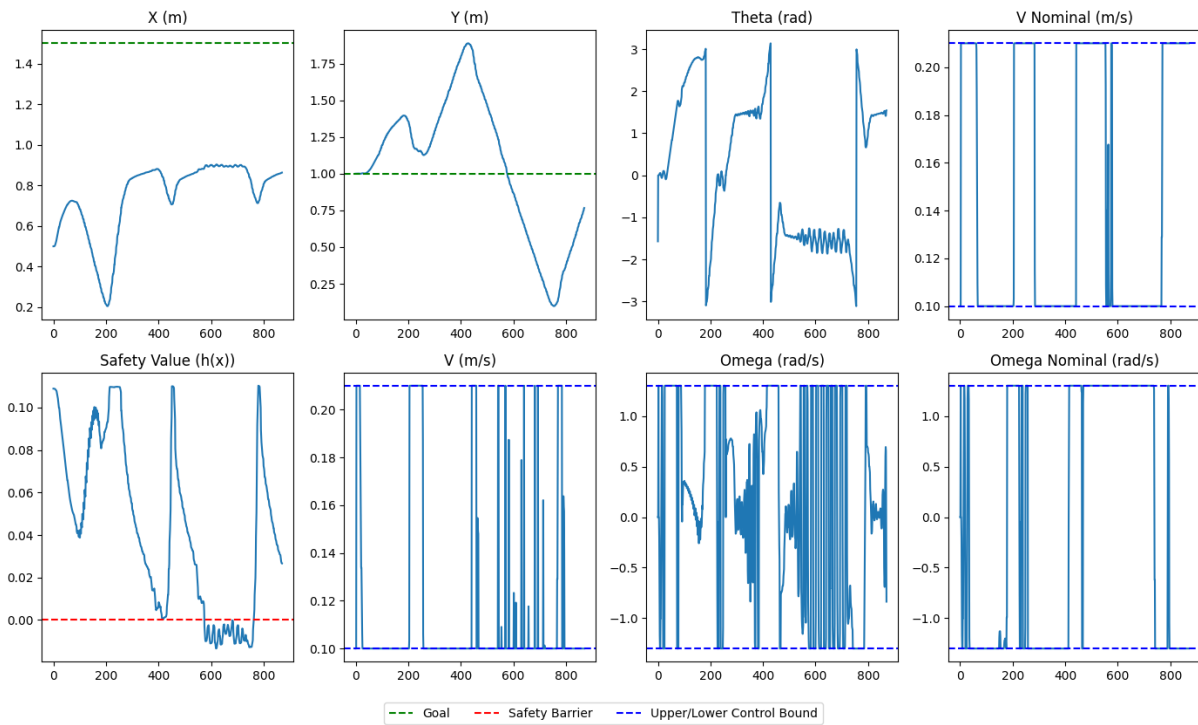 X (m)
Y (m)
Theta (rad)
V Nominal (m/s)
1.4
1.2
1.0
0.8
0.6
0.4
0.2
0 200 400 600 800
1.75
1.50
1.25
1.00
0.75
0.50
0.25
0 200 400 600 800
3
2
1
0
−1
−2
−3
0 200 400 600 800
0.20
0.18
0.16
0.14
0.12
0.10
0 200 400 600 800
Safety Value (h(x))
V (m/s)
Omega (rad/s)
Omega Nominal (rad/s)
0.10
0.08
0.06
0.04
0.02
0.00
0 200 400 600 800
0.20
0.18
0.16
0.14
0.12
0.10
0 200 400 600 800
1.0
0.5
0.0
−0.5
−1.0
0 200 400 600 800
1.0
0.5
0.0
−0.5
−1.0
0 200 400 600 800
Goal
Safety Barrier
Upper/Lower Control Bound